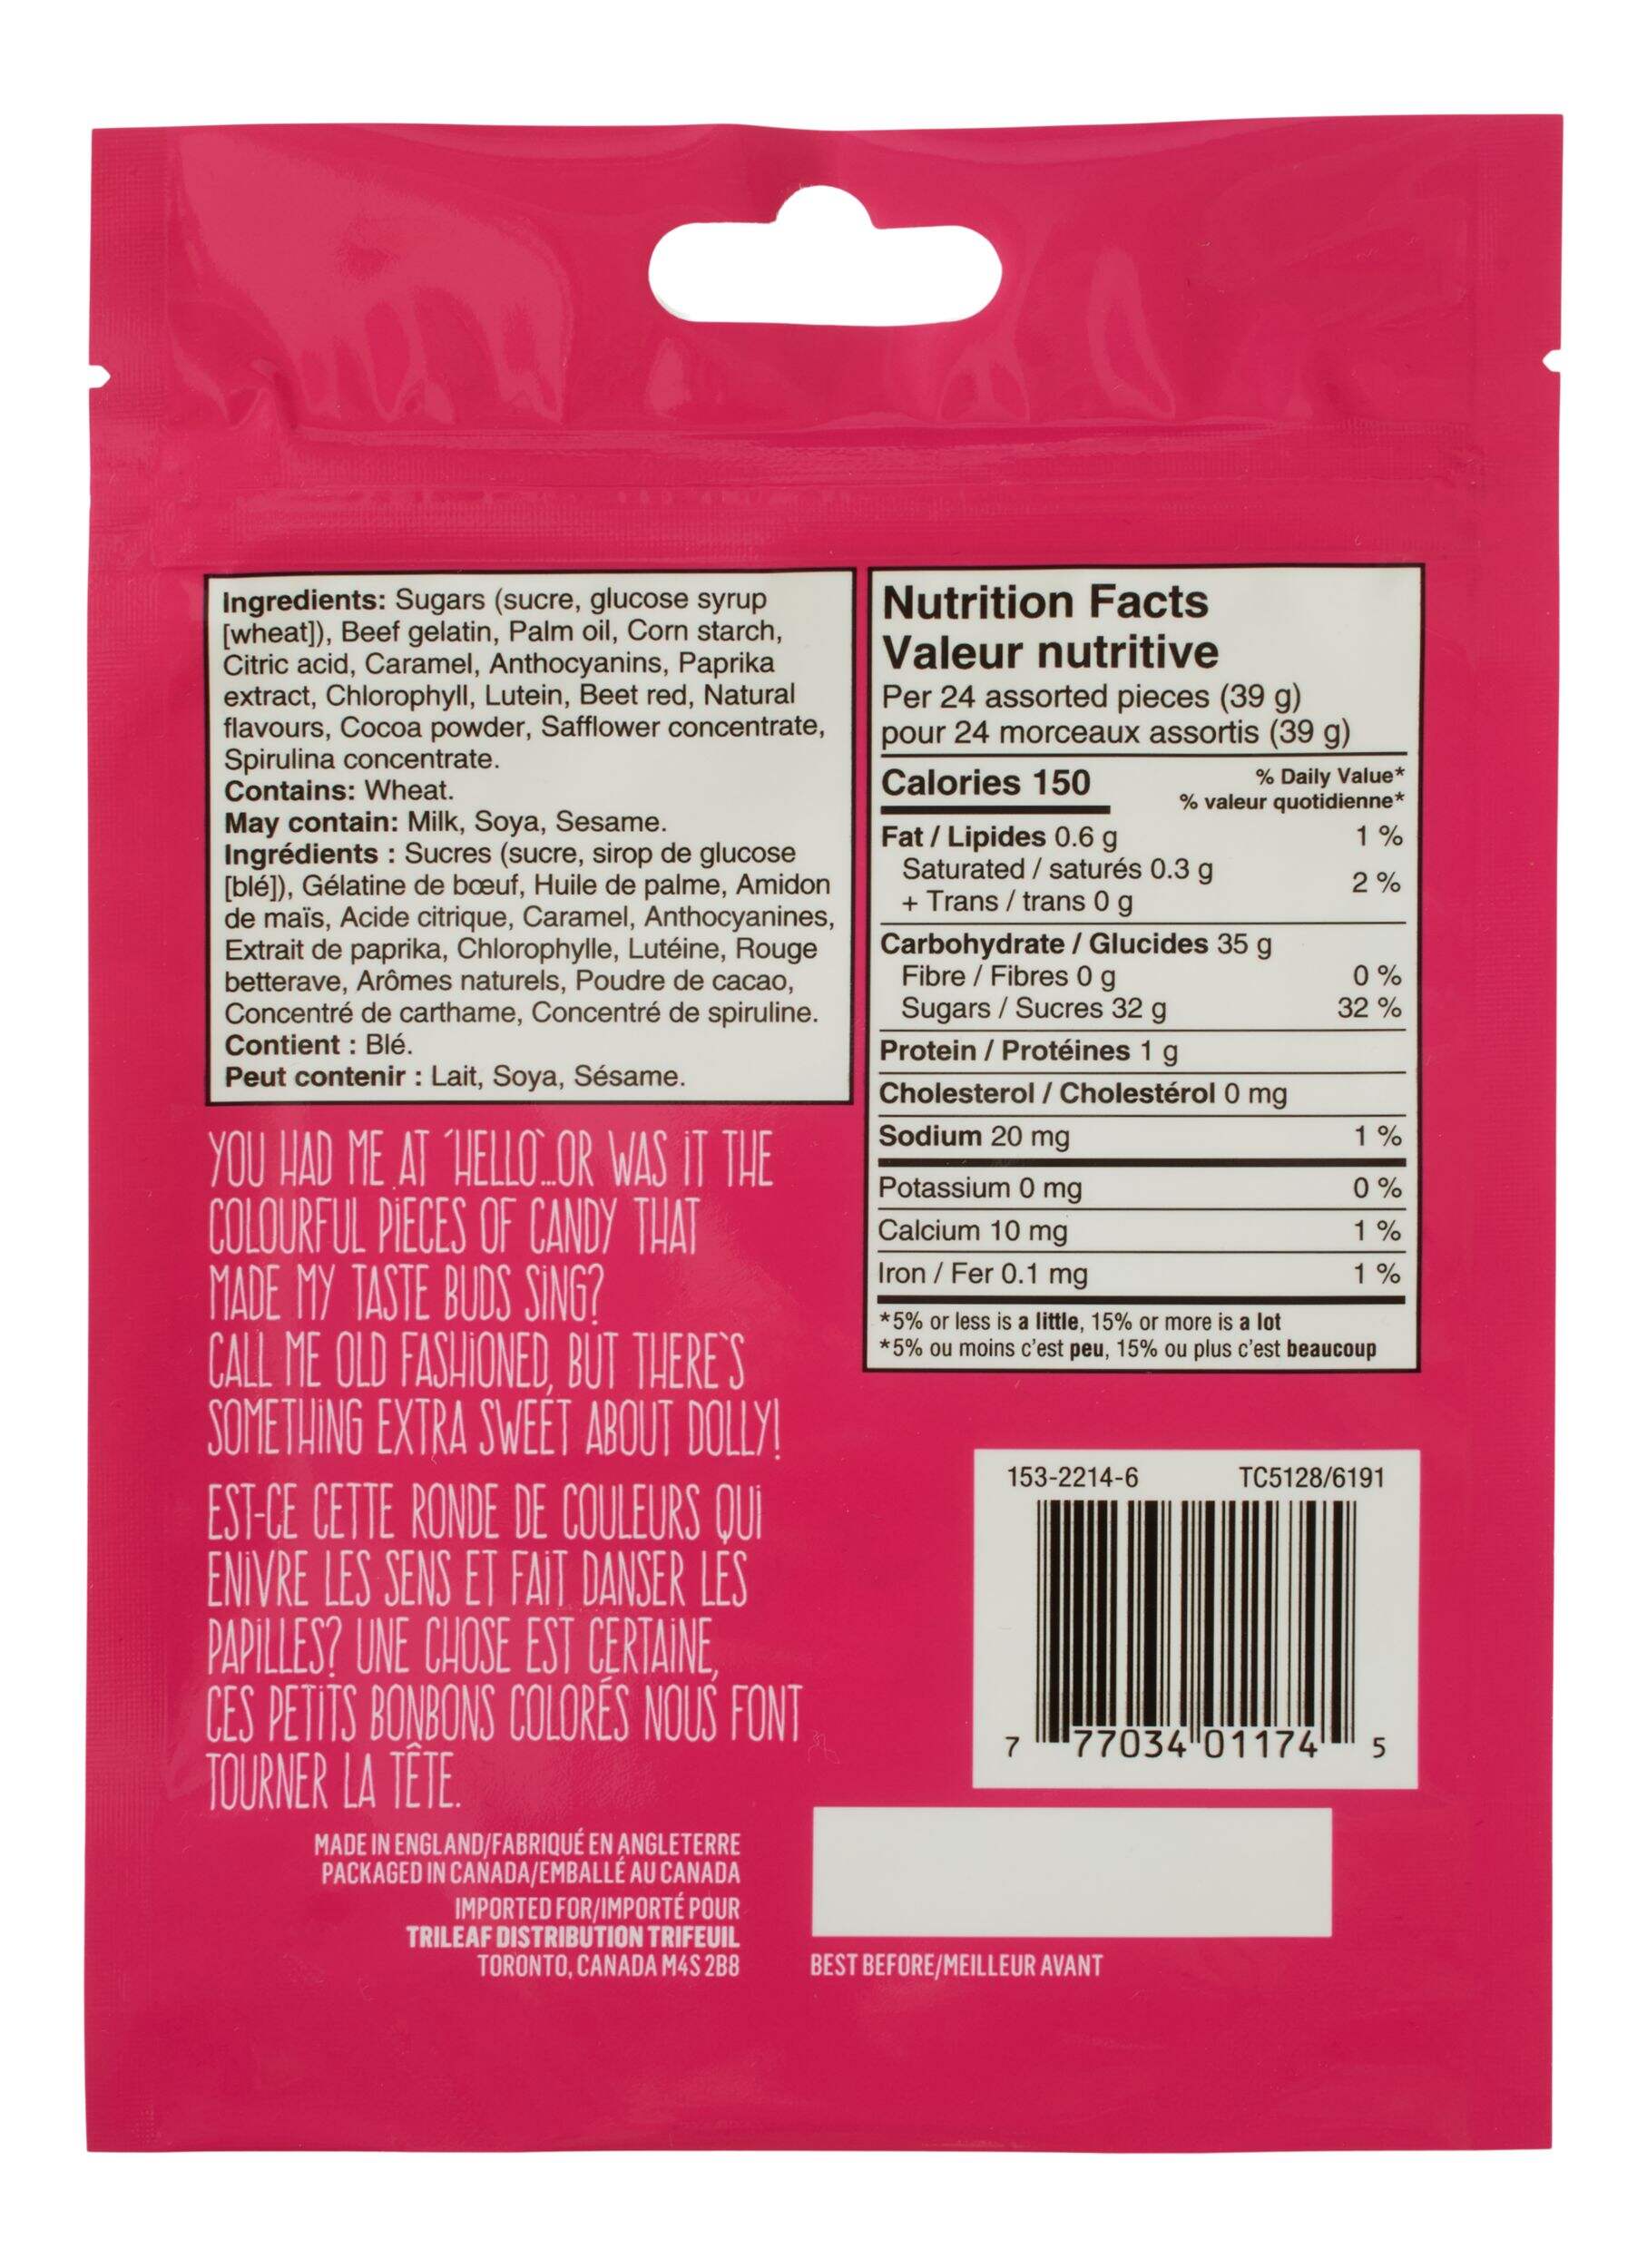 Ingredients: Sugars (sucre, glucose syrup
[wheat]), Beef gelatin, Palm oil, Corn starch,
Citric acid, Caramel, Anthocyanins, Paprika
extract, Chlorophyll, Lutein, Beet red, Natural
flavours, Cocoa powder, Safflower concentrate,
Spirulina concentrate.
Contains: Wheat.
May contain: Milk, Soya, Sesame.
Ingrédients : Sucres (sucre, sirop de glucose
[blé]), Gélatine de bœuf, Huile de palme, Amidon
de maïs, Acide citrique, Caramel, Anthocyanines,
Extrait de paprika, Chlorophylle, Lutéine, Rouge
betterave, Arômes naturels, Poudre de cacao,
Concentré de carthame, Concentré de spiruline.
Contient : Blé.
Peut contenir : Lait, Soya, Sésame.
Nutrition Facts
Valeur nutritive
Per 24 assorted pieces (39 g)
pour 24 morceaux assortis (39 g)
Calories 150
% Daily Value*
% valeur quotidienne*
Fat / Lipides 0.6 g 1 %
Saturated / saturés 0.3 g
+ Trans / trans 0 g 2 %
Carbohydrate / Glucides 35 g
Fibre / Fibres 0 g 0 %
Sugars / Sucres 32 g 32 %
Protein / Protéines 1 g
Cholesterol / Cholestérol 0 mg
Sodium 20 mg 1 %
Potassium 0 mg 0 %
Calcium 10 mg 1 %
Iron / Fer 0.1 mg 1 %
*5% or less is a little, 15% or more is a lot
*5% ou moins c'est peu, 15% ou plus c'est beaucoup
YOU HAD ME AT 'HELLO'...OR WAS IT THE
COLOURFUL PIECES OF CANDY THAT
MADE MY TASTE BUDS SING?
CALL ME OLD FASHIONED, BUT THERE'S
SOMETHING EXTRA SWEET ABOUT DOLLY!
EST-CE CETTE RONDE DE COULEURS QUI
ENIVRE LES SENS ET FAIT DANSER LES
PAPILLES? UNE CHOSE EST CERTAINE,
CES PETITS BONBONS COLORÉS NOUS FONT
TOURNER LA TÊTE.
153-2214-6 TC5128/6191
7 77034 01174 5
MADE IN ENGLAND/FABRIQUÉ EN ANGLETERRE
PACKAGED IN CANADA/EMBALLÉ AU CANADA
IMPORTED FOR/IMPORTÉ POUR
TRILEAF DISTRIBUTION TRIFEUIL
TORONTO, CANADA M4S 2B8
BEST BEFORE/MEILLEUR AVANT